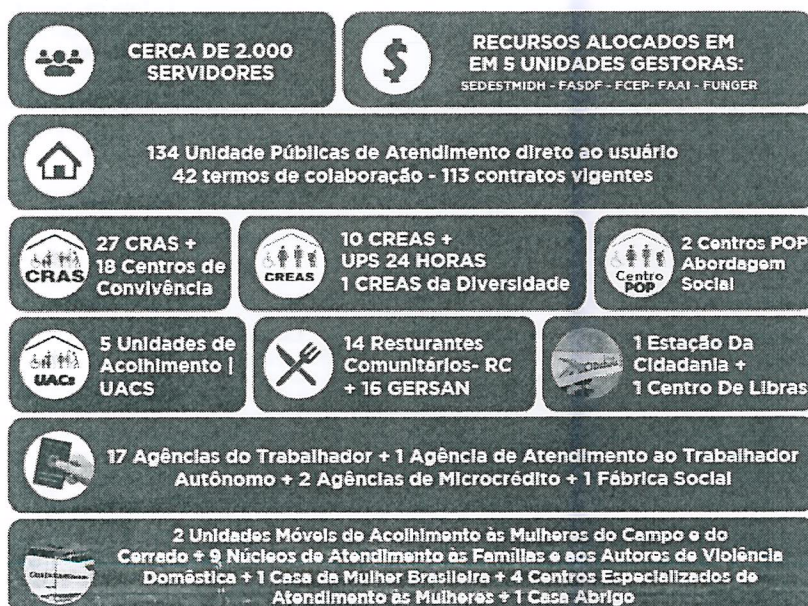 CERCA DE 2.000
SERVIDORES
RECURSOS ALOCADOS EM
EM 5 UNIDADES GESTORAS:
SEDESTMIDH - FASDF - FCEP- FAAI - FUNGER
134 Unidade Públicas de Atendimento direto ao usuário
42 termos de colaboração - 113 contratos vigentes
CRAS
27 CRAS +
18 Centros de
Convivência
CREAS
10 CREAS +
UPS 24 HORAS
1 CREAS da Diversidade
Centro
POP
2 Centros POP
Abordagem
Social
UACs
5 Unidades de
Acolhimento |
UACS
14 Resturantes
Comunitários- RC
+ 16 GERSAN
1 Estação Da
Cidadania +
1 Centro De Libras
17 Agências do Trabalhador + 1 Agência de Atendimento ao Trabalhador
Autônomo + 2 Agências de Microcrédito + 1 Fábrica Social
2 Unidades Móveis de Acolhimento às Mulheres do Campo e do
Cerrado + 9 Núcleos de Atendimento às Famílias e aos Autores de Violência
Doméstica + 1 Casa da Mulher Brasileira + 4 Centros Especializados de
Atendimento às Mulheres + 1 Casa Abrigo